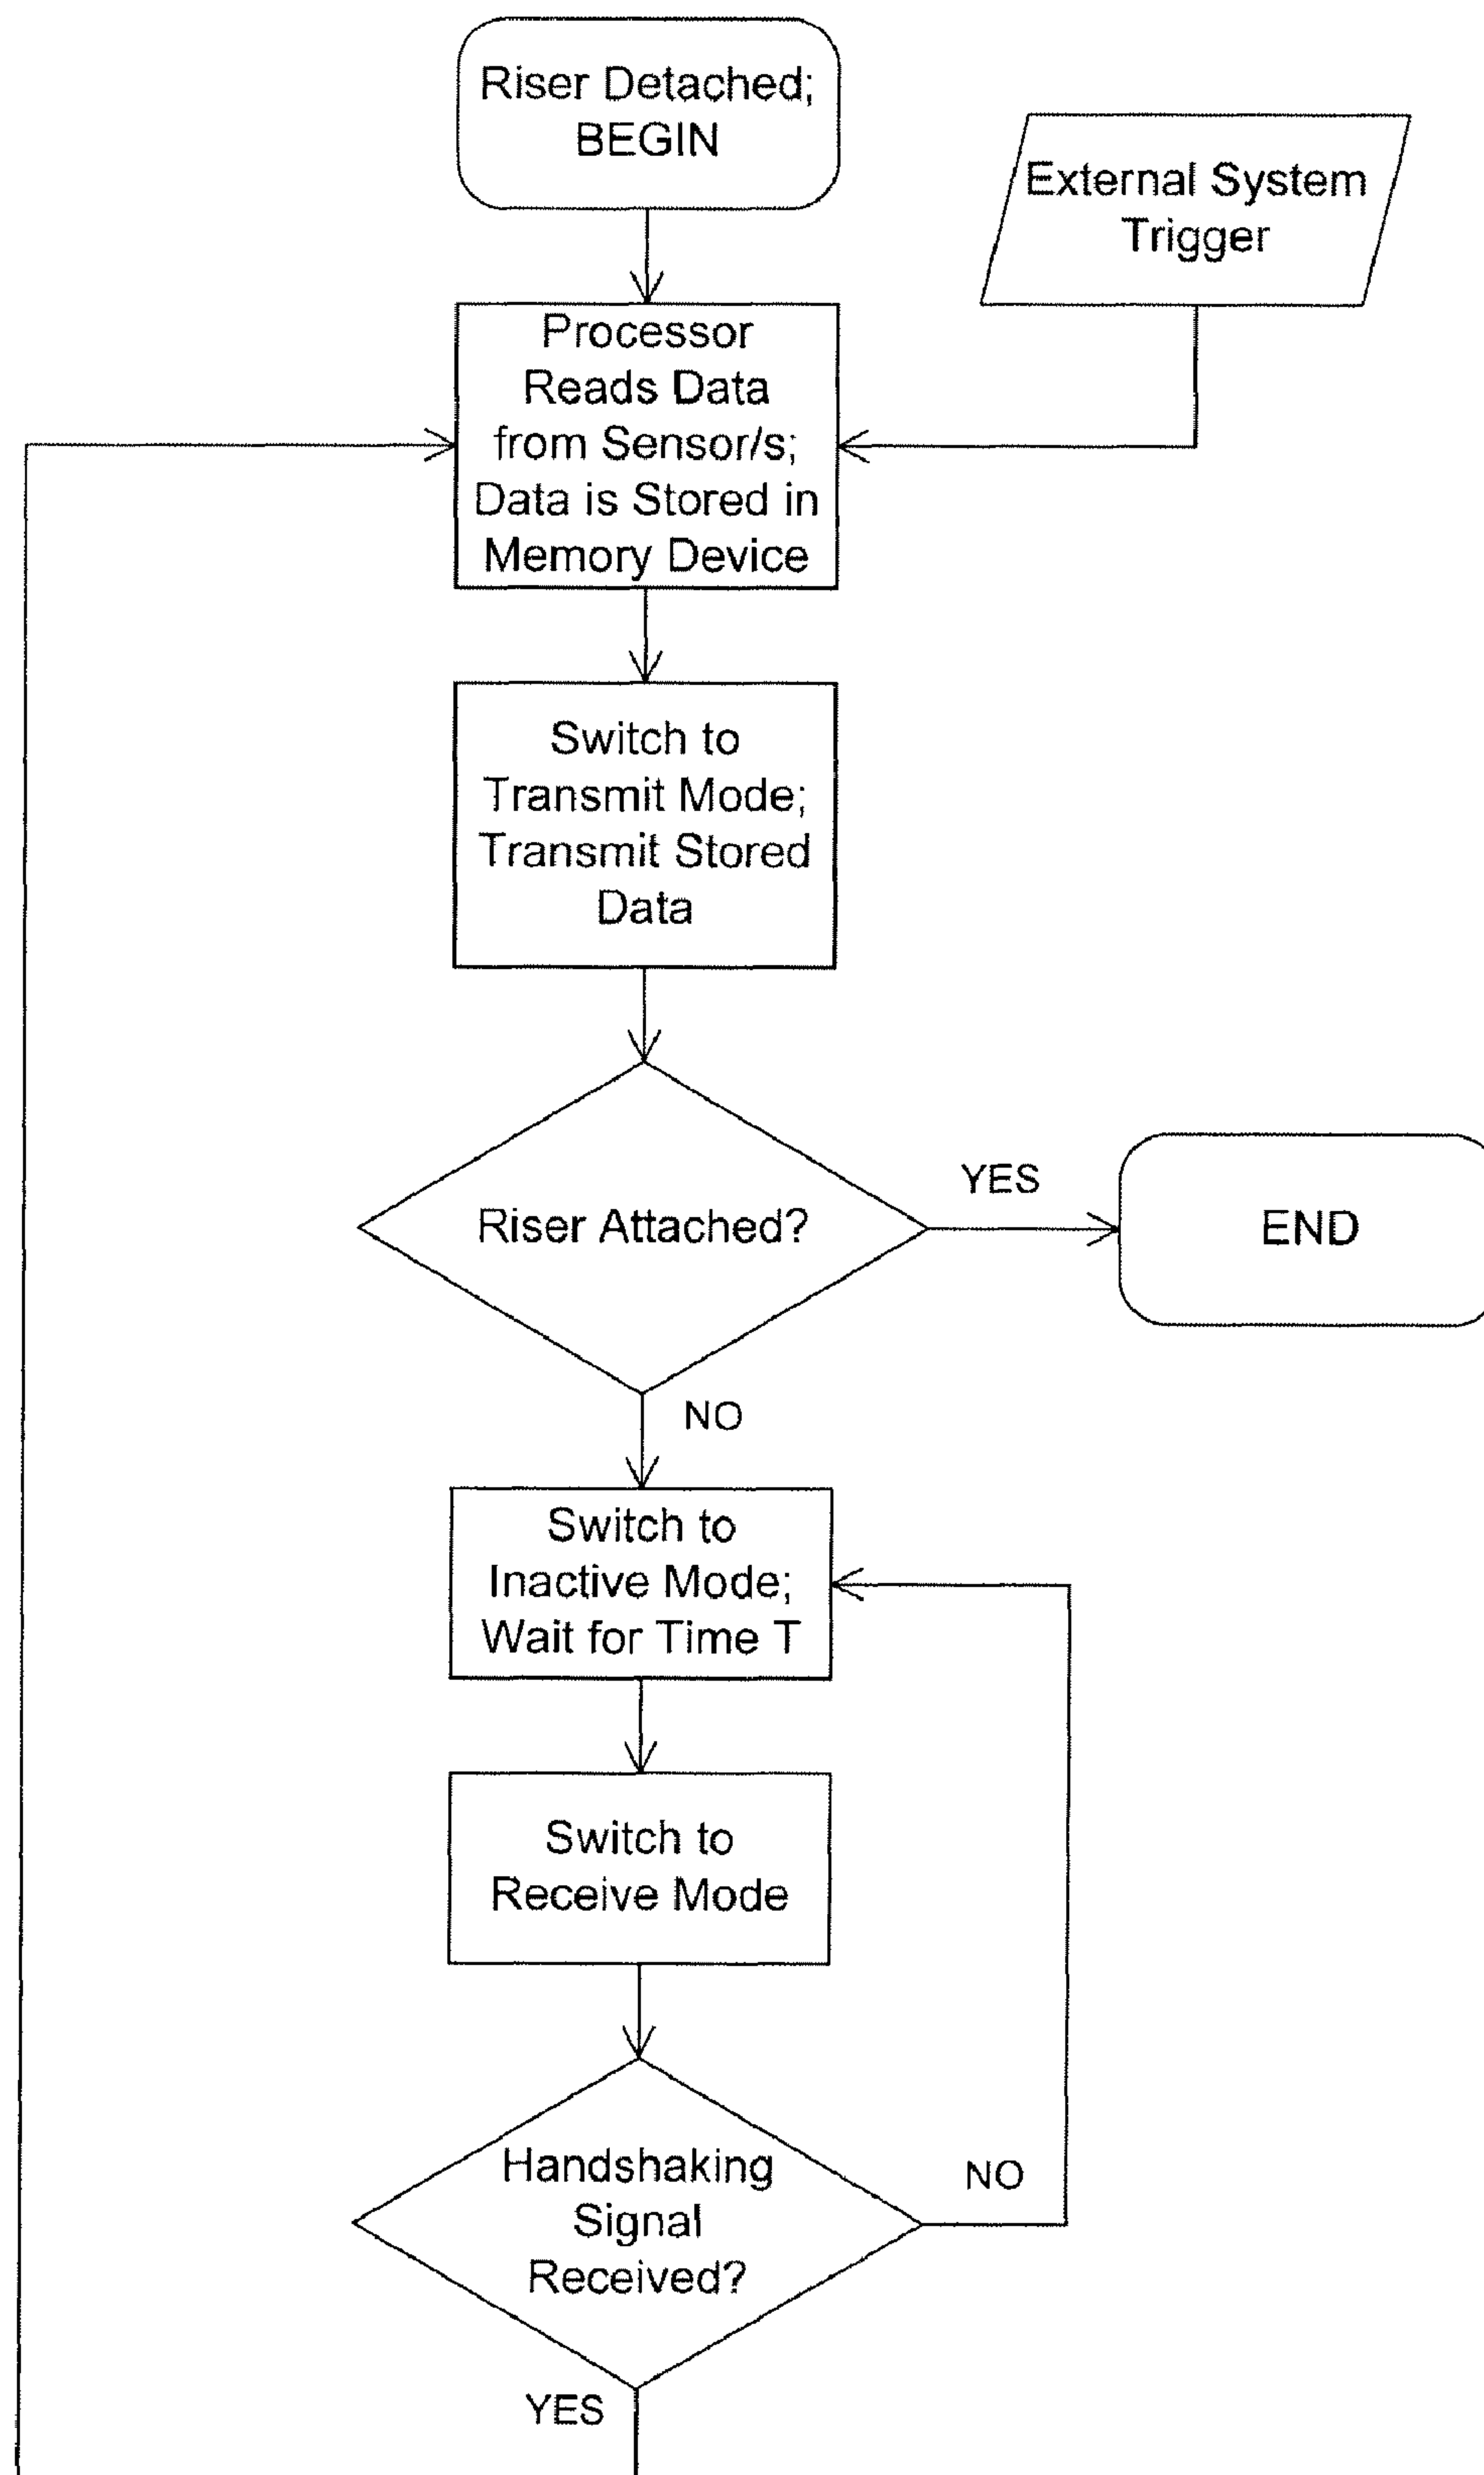 Riser Detached;
BEGIN
External System
Trigger
Processor
Reads Data
from Sensor/s;
Data is Stored in
Memory Device
Switch to
Transmit Mode;
Transmit Stored
Data
Riser Attached?
YES
END
NO
Switch to
Inactive Mode;
Wait for Time T
Switch to
Receive Mode
Handshaking
Signal
Received?
NO
YES